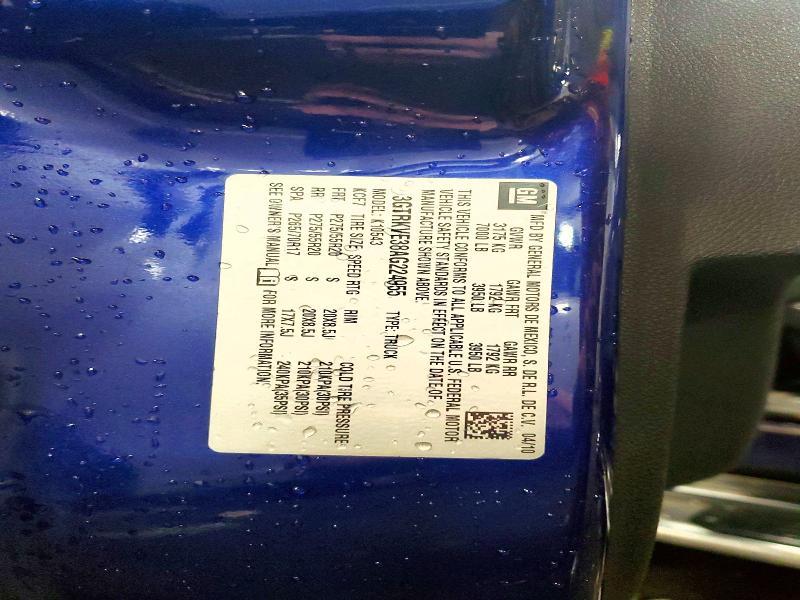 GM MFD BY GENERAL MOTORS DE MEXICO, S. DE R.L. DE C.V. 04/10
GVWR GAWR FRT GAWR RR
3175 KG 1792 KG 1792 KG
7000 LB 3950 LB 3950 LB
THIS VEHICLE CONFORMS TO ALL APPLICABLE U.S. FEDERAL MOTOR
VEHICLE SAFETY STANDARDS IN EFFECT ON THE DATE OF
MANUFACTURE SHOWN ABOVE.
3GTRKVE38AG224955 TYPE: TRUCK
MODEL: K10543
KCF7 TIRE SIZE SPEED RTG RIM COLD TIRE PRESSURE
FRT P275/55R20 S 20X8.5J 210KPA(30PSI)
RR P275/55R20 S 20X8.5J 210KPA(30PSI)
SPA P265/70R17 S 17X7.5J 240KPA(35PSI)
SEE OWNER'S MANUAL FOR MORE INFORMATION.